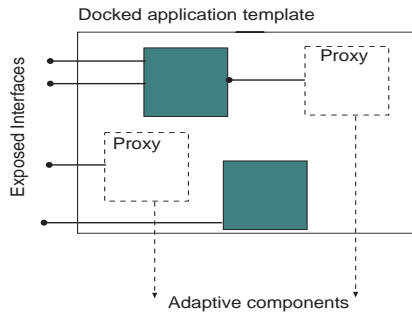 Docked application template
Proxy
Exposed Interfaces
Proxy
Adaptive components